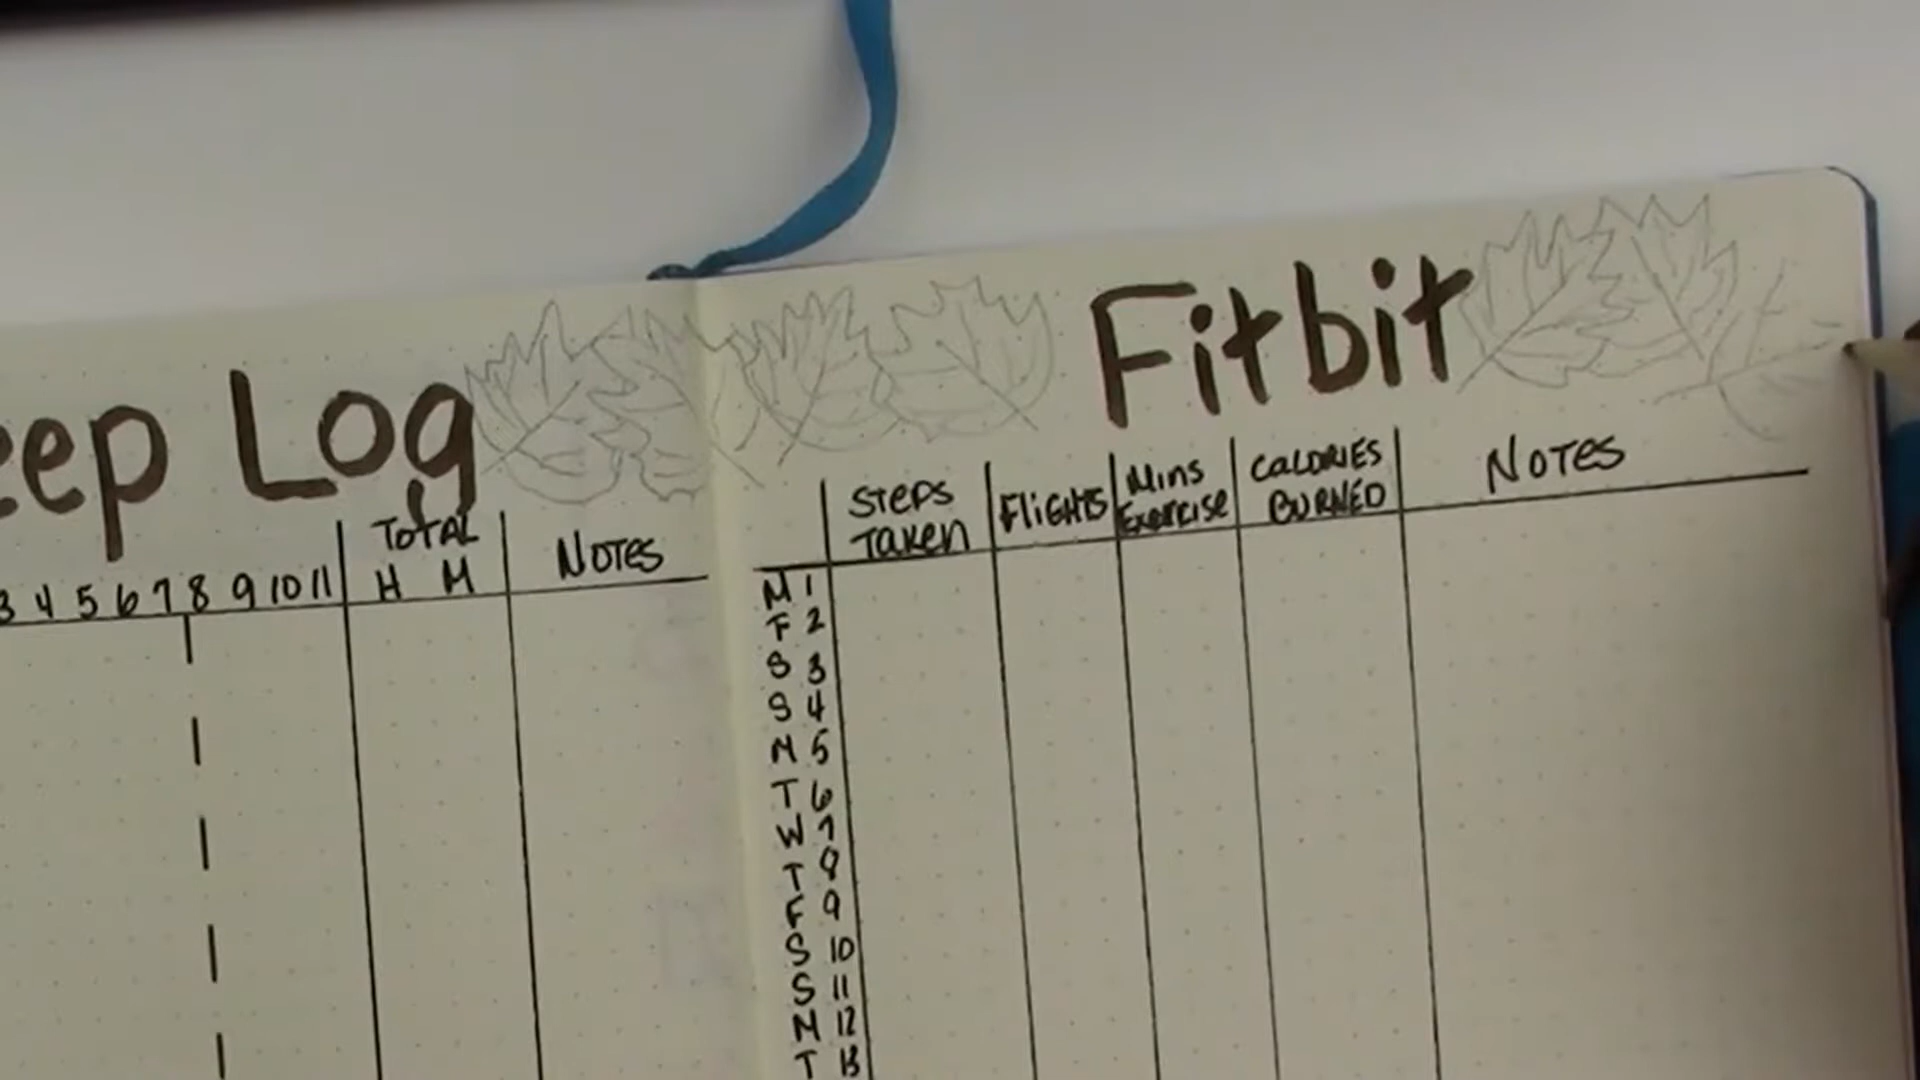 eep Log
TOTAL
3 4 5 6 7 8 9 10 11 H M NOTES
Fitbit
Steps Taken FLIGHTS Mins Exercise CALORIES BURNED NOTES
M 1
F 2
S 3
S 4
M 5
T 6
W 7
T 8
F 9
S 10
S 11
M 12
T 13